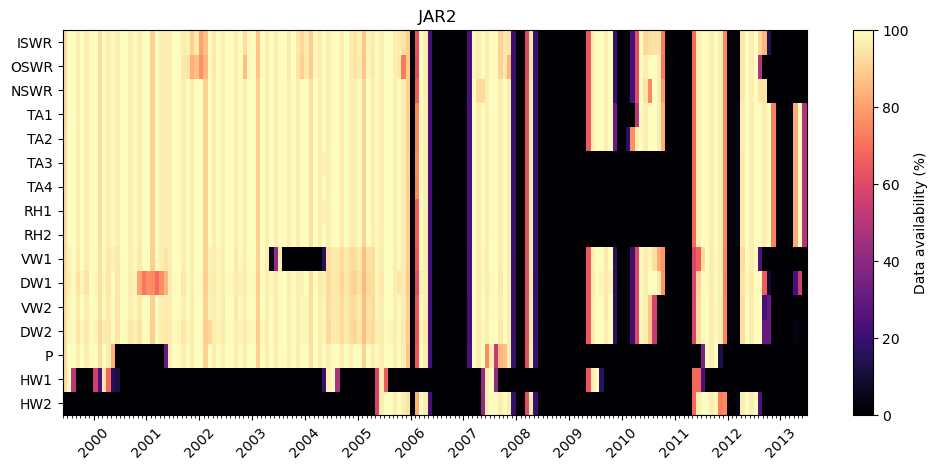 JAR2
ISWR
OSWR
NSWR
TA1
TA2
TA3
TA4
RH1
RH2
VW1
DW1
VW2
DW2
P
HW1
HW2
2000
2001
2002
2003
2004
2005
2006
2007
2008
2009
2010
2011
2012
2013
100
80
60
40
20
0
Data availability (%)